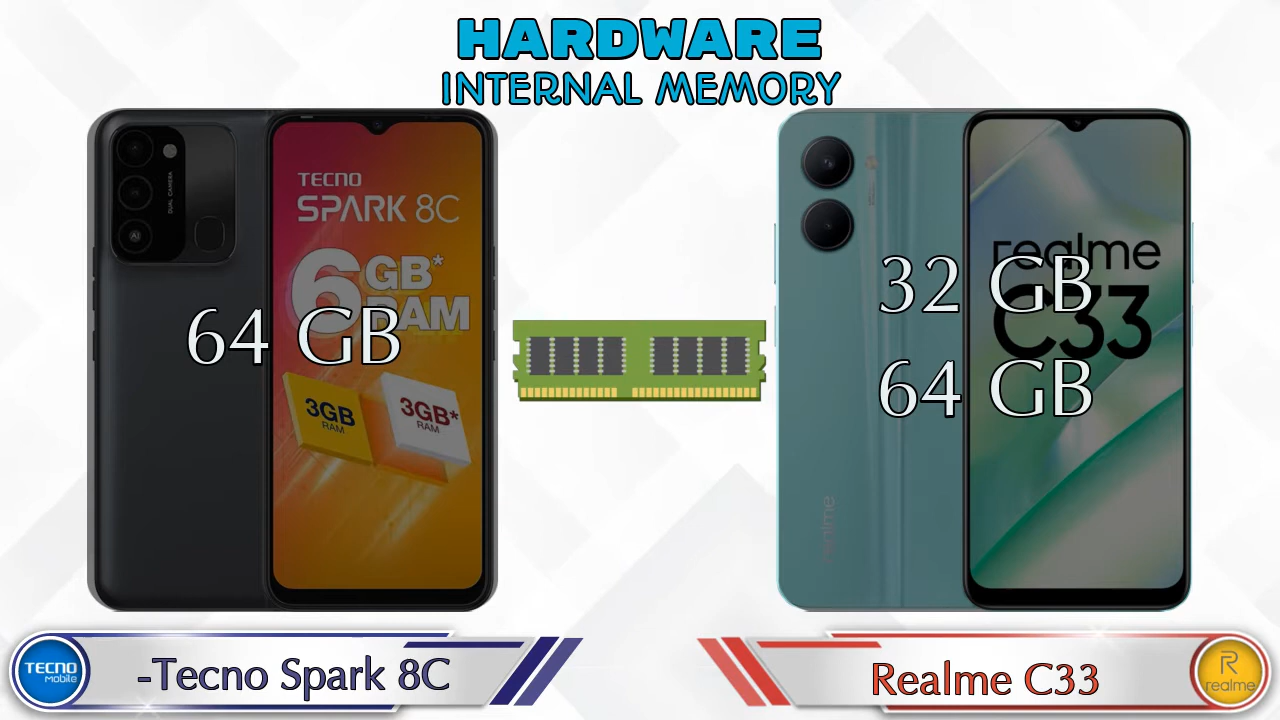 HARDWARE
INTERNAL MEMORY
DUAL CAMERA
AI
TECNO
SPARK 8C
6GB*
RAM
3GB
RAM
3GB*
RAM
64 GB
realme
C33
32 GB
64 GB
realme
TECNO
mobile
-Tecno Spark 8C
Realme C33
R
realme